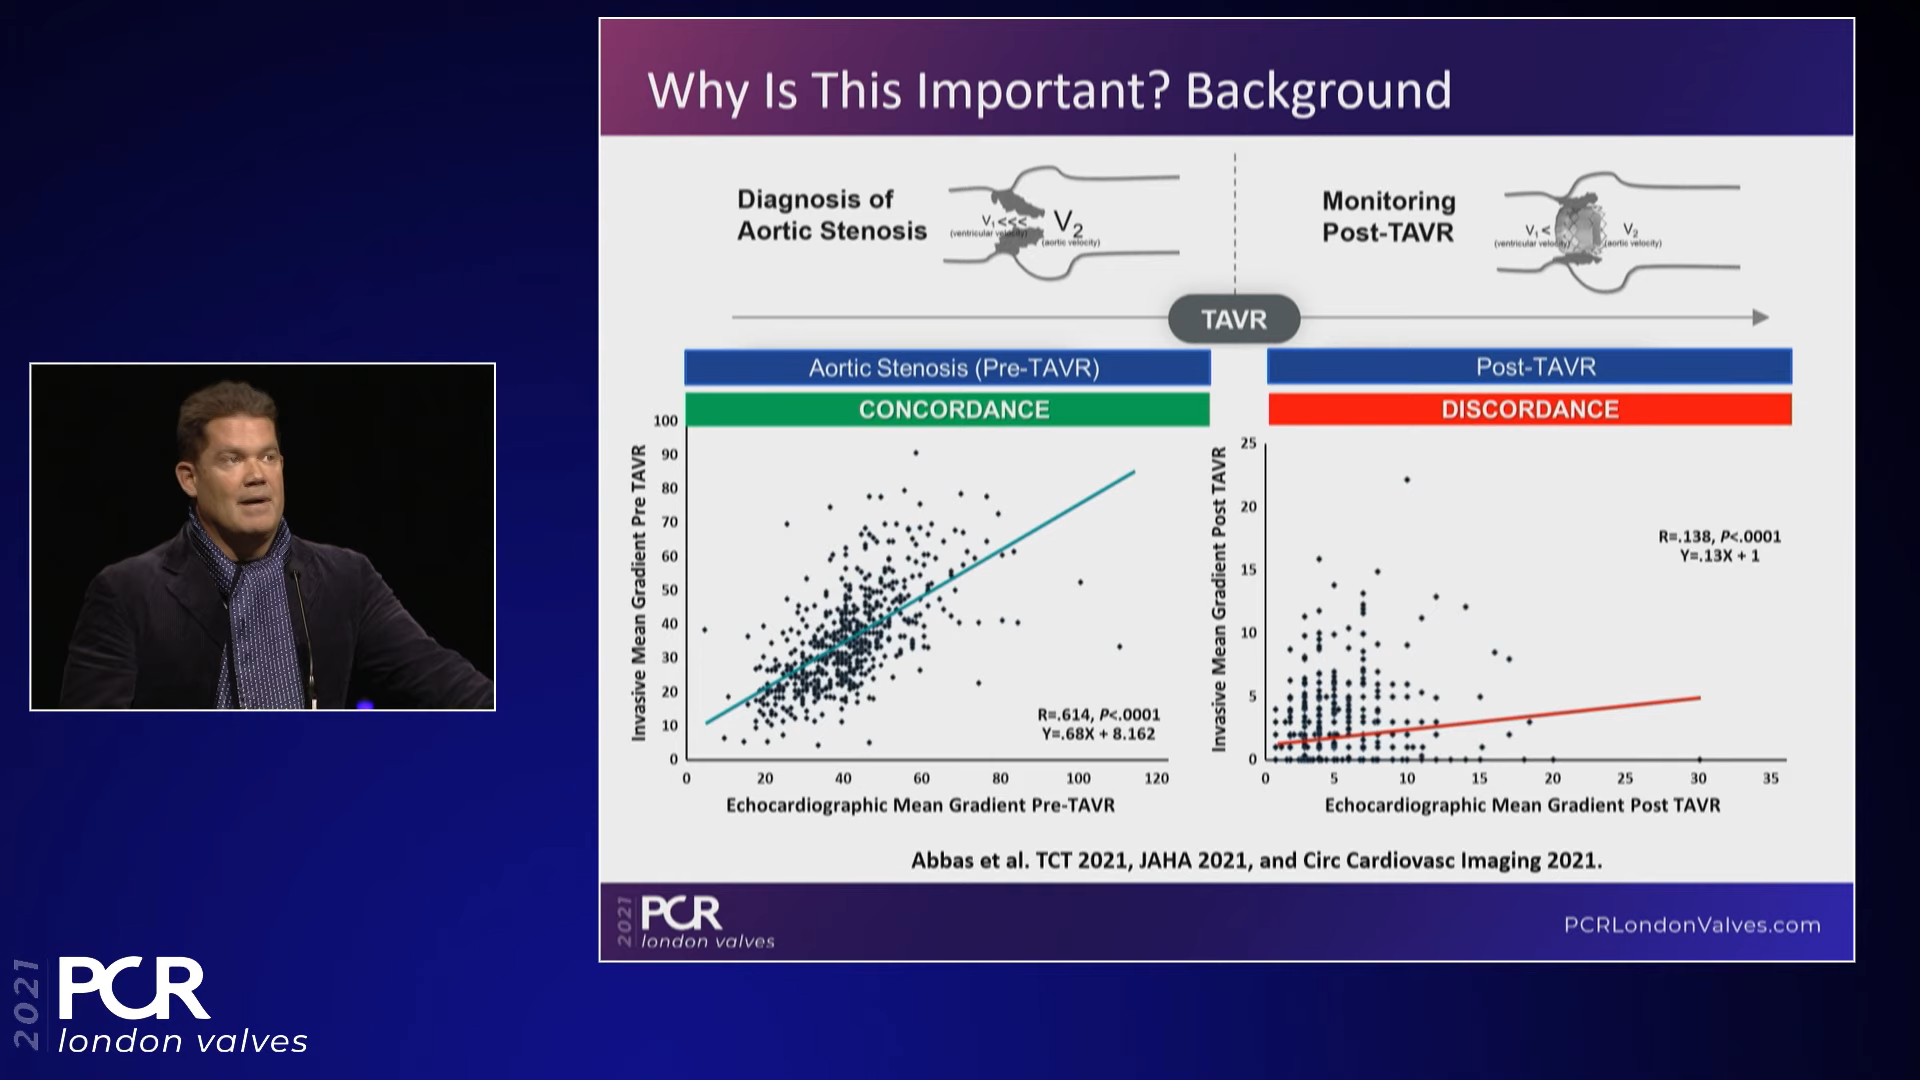 Why Is This Important? Background
Diagnosis of
Aortic Stenosis
V1<<<
(ventricular velocity)
V2
(aortic velocity)
Monitoring
Post-TAVR
V1 <
(ventricular velocity)
V2
(aortic velocity)
TAVR
Aortic Stenosis (Pre-TAVR)
CONCORDANCE
Invasive Mean Gradient Pre TAVR
100
90
80
70
60
50
40
30
20
10
0
R=.614, P<.0001
Y=.68X + 8.162
0 20 40 60 80 100 120
Echocardiographic Mean Gradient Pre-TAVR
Post-TAVR
DISCORDANCE
Invasive Mean Gradient Post TAVR
25
20
15
10
5
0
R=.138, P<.0001
Y=.13X + 1
0 5 10 15 20 25 30 35
Echocardiographic Mean Gradient Post TAVR
Abbas et al. TCT 2021, JAHA 2021, and Circ Cardiovasc Imaging 2021.
2021
PCR
london valves
PCRLondonValves.com
2021
PCR
london valves